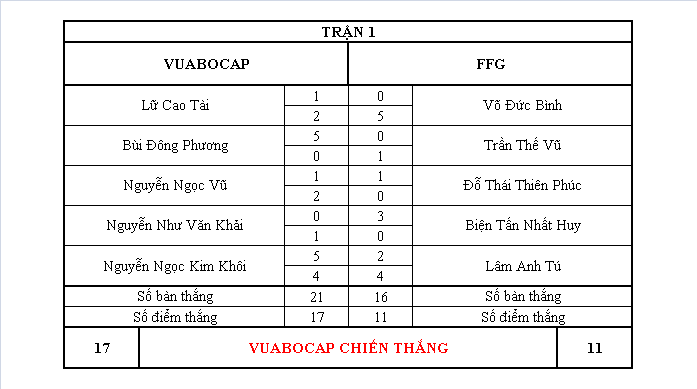 TRẬN 1
VUABOCAP FFG
Lữ Cao Tài 1 0 Võ Đức Bình
2 5
Bùi Đông Phương 5 0 Trần Thế Vũ
0 1
Nguyễn Ngọc Vũ 1 1 Đỗ Thái Thiên Phúc
2 0
Nguyễn Như Văn Khải 0 3 Biện Tấn Nhất Huy
1 0
Nguyễn Ngọc Kim Khôi 5 2 Lâm Anh Tú
4 4
Số bàn thắng 21 16 Số bàn thắng
Số điểm thắng 17 11 Số điểm thắng
17 VUABOCAP CHIẾN THẮNG 11